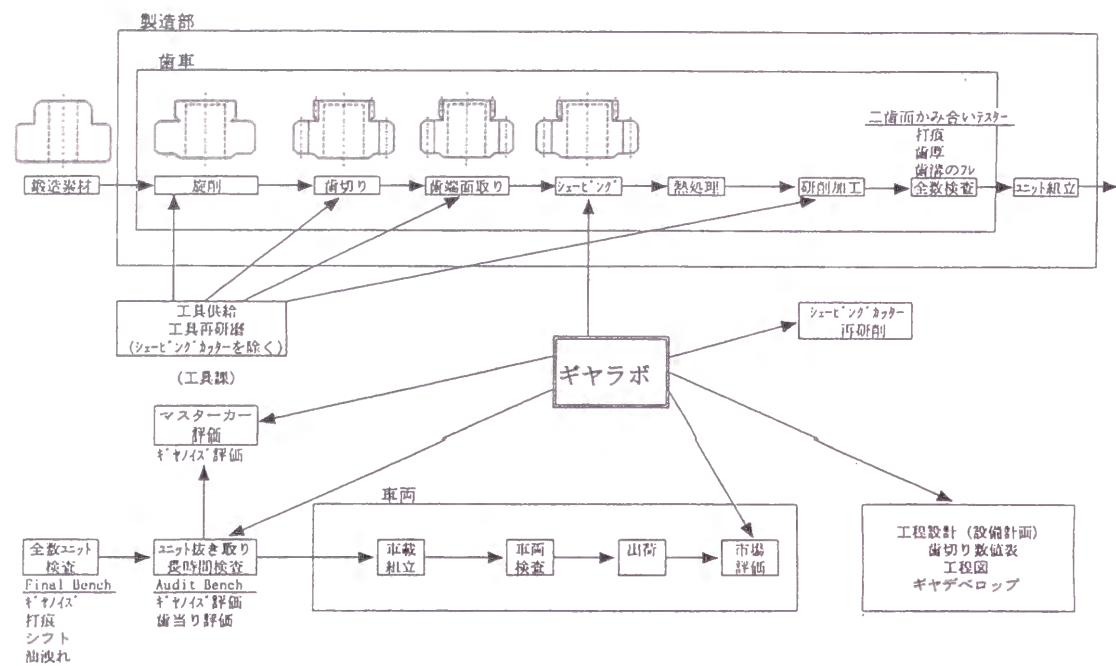 製造部
歯車
二歯面かみ合いテスター
打痕
歯厚
歯溝のフレ
鍛造素材
旋削
歯切り
歯端面取り
シェービング
熱処理
研削加工
全数検査
ユニット組立
工具供給
工具再研磨
(シェービングカッターを除く)
(工具課)
シェービングカッター
再研削
ギヤラボ
マスターカー
評価
ギヤノイズ評価
車両
全数ユニット
検査
Final Bench
ギヤノイズ
打痕
シフト
油洩れ
ユニット抜き取り
長時間検査
Audit Bench
ギヤノイズ評価
歯当り評価
車載
組立
車両
検査
出荷
市場
評価
工程設計（設備計画）
歯切り数値表
工程図
ギヤデベロップ